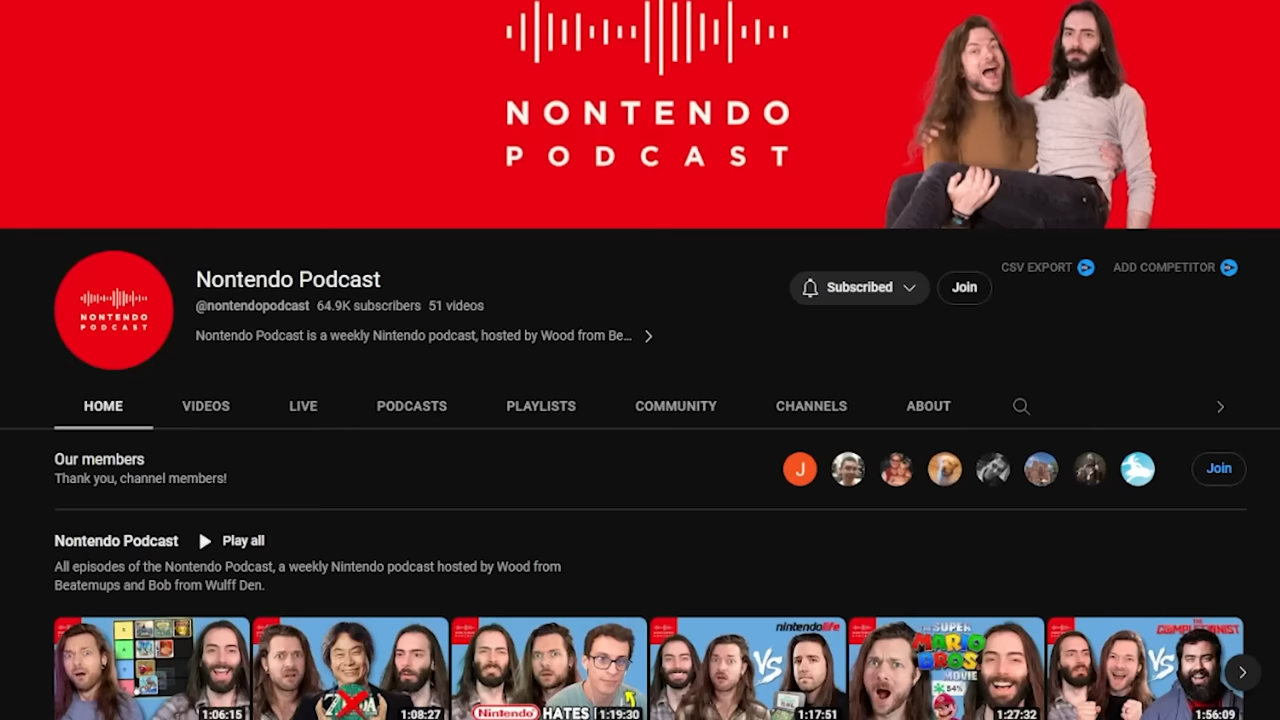 NONTENDO
PODCAST
NONTENDO
PODCAST
Nontendo Podcast
@nontendopodcast 64.9K subscribers 51 videos
Nontendo Podcast is a weekly Nintendo podcast, hosted by Wood from Be...
Subscribed
Join
CSV EXPORT
ADD COMPETITOR
HOME
VIDEOS
LIVE
PODCASTS
PLAYLISTS
COMMUNITY
CHANNELS
ABOUT
Our members
Thank you, channel members!
J
Join
Nontendo Podcast
Play all
All episodes of the Nontendo Podcast, a weekly Nintendo podcast hosted by Wood from
Beatemups and Bob from Wulff Den.
1:06:15
1:08:27
Nintendo HATES
1:19:30
nintendolife
VS
1:17:51
SUPER
MARIO
BROS
MOVIE
54%
1:27:32
THE
COMPLETIONIST
VS
1:56:09